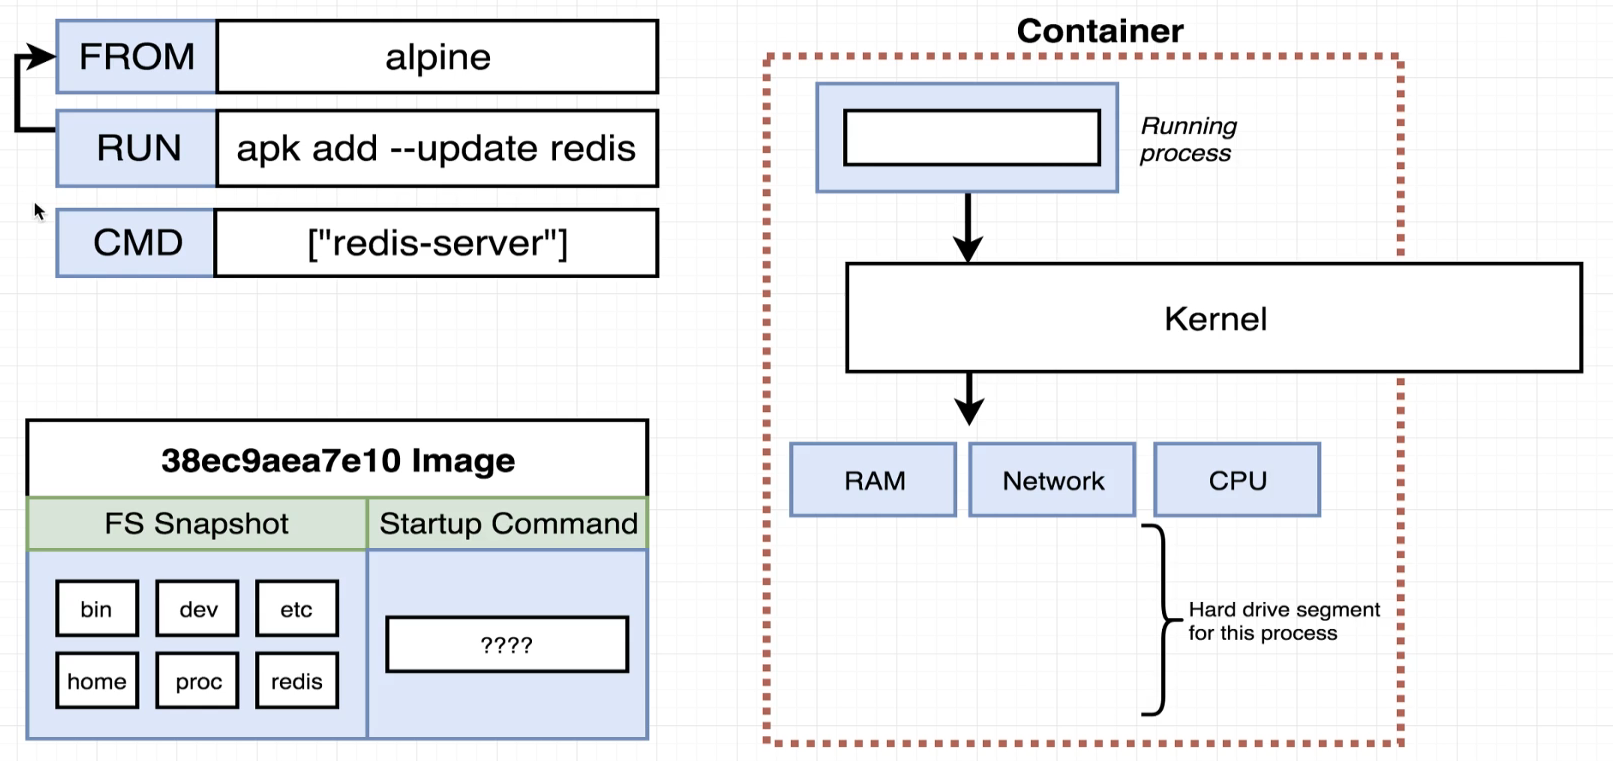 FROM alpine
RUN apk add --update redis
CMD ["redis-server"]
38ec9aea7e10 Image
FS Snapshot Startup Command
bin dev etc
????
home proc redis
Container
Running
process
Kernel
RAM Network CPU
Hard drive segment
for this process